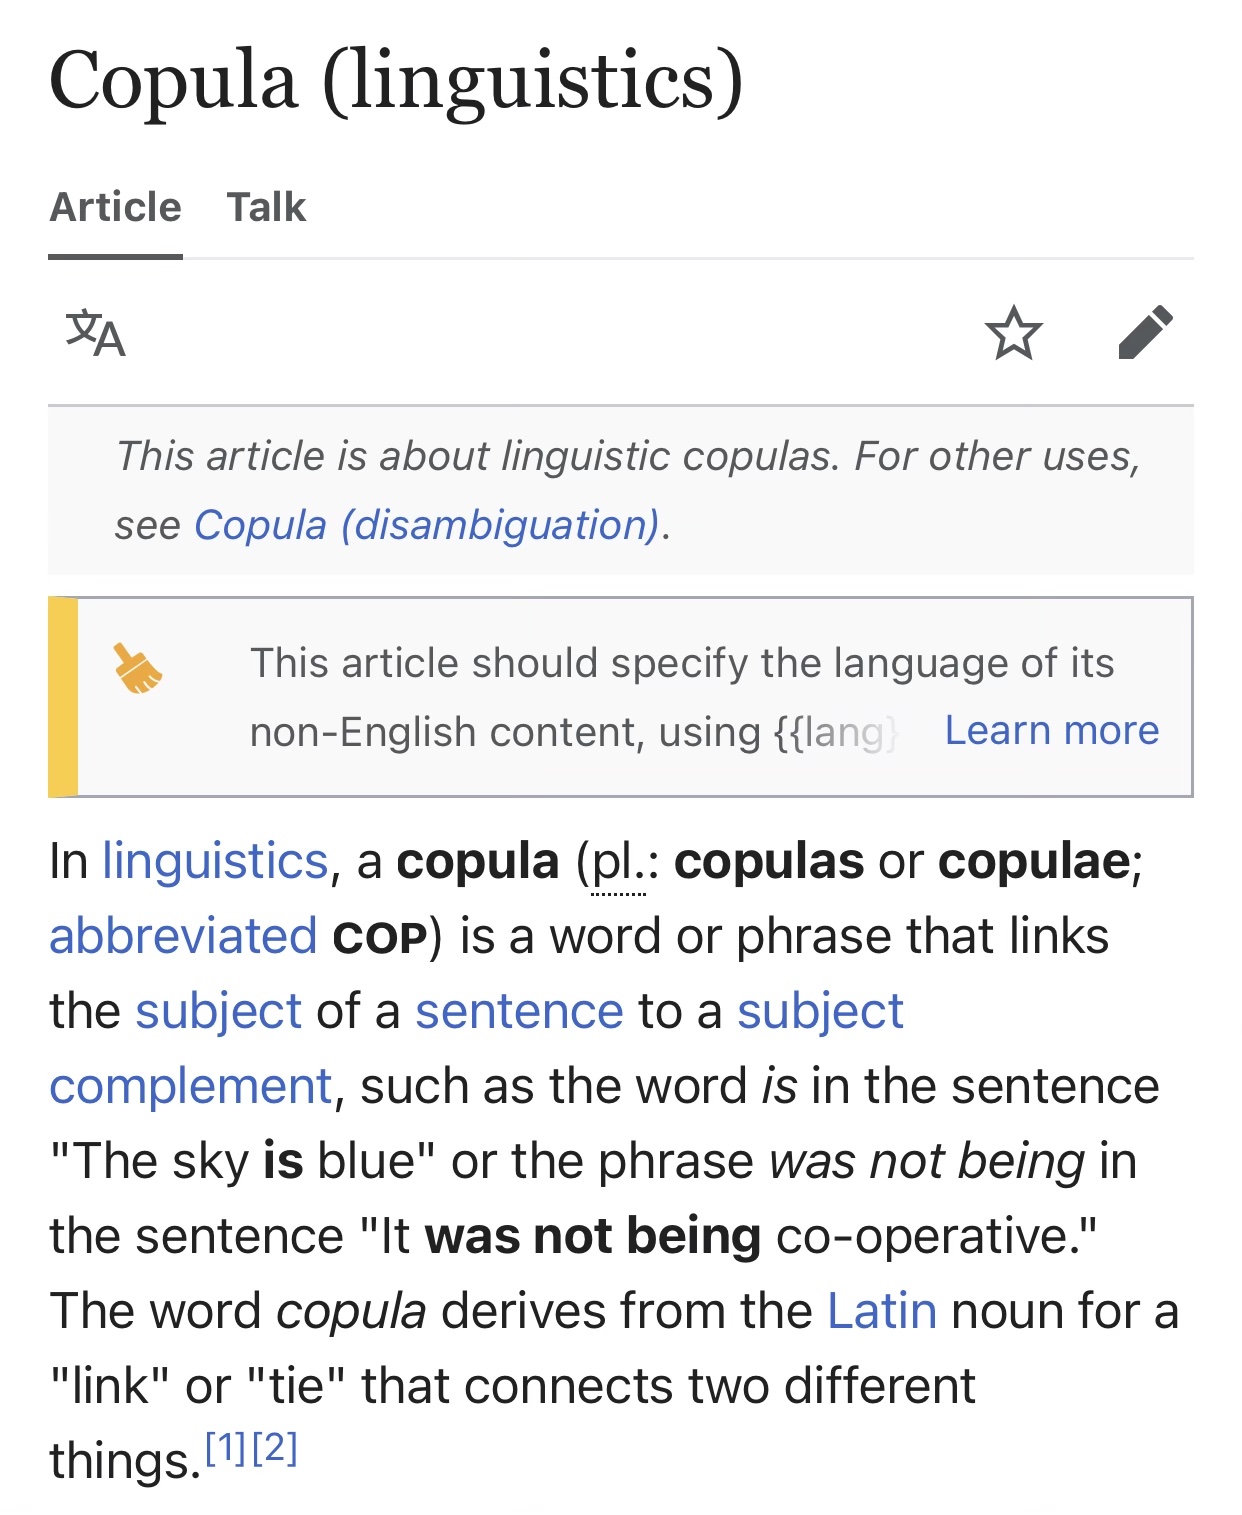 Copula (linguistics)
Article Talk
文A
This article is about linguistic copulas. For other uses,
see Copula (disambiguation).
This article should specify the language of its
non-English content, using {{lang}
Learn more
In linguistics, a copula (pl.: copulas or copulae;
abbreviated COP) is a word or phrase that links
the subject of a sentence to a subject
complement, such as the word is in the sentence
"The sky is blue" or the phrase was not being in
the sentence "It was not being co-operative."
The word copula derives from the Latin noun for a
"link" or "tie" that connects two different
things.[1][2]